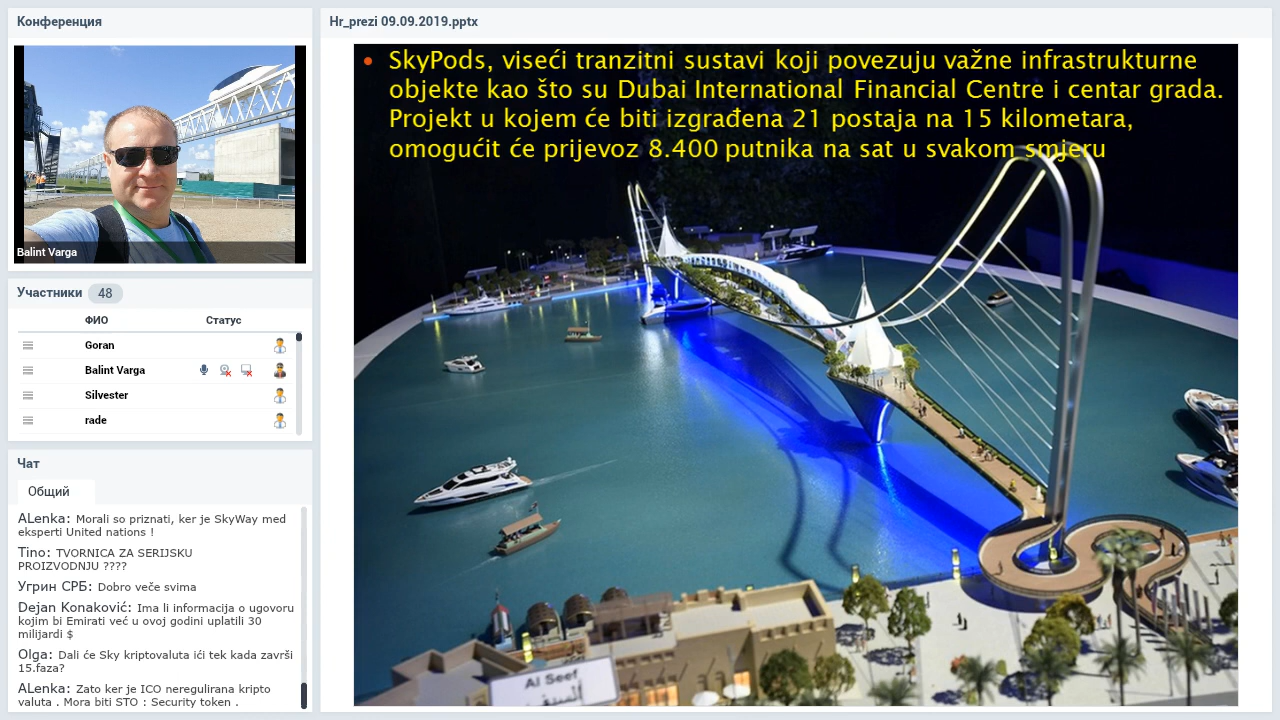 Конференция
Balint Varga
Участники 48
ФИО Статус
Goran
Balint Varga
Silvester
rade
Чат
Общий
ALenka: Morali so priznati, ker je SkyWay med
eksperti United nations !
Tino: TVORNICA ZA SERIJSKU
PROIZVODNJU ????
Угрин СРБ: Dobro veče svima
Dejan Konaković: Ima li informacija o ugovoru
kojim bi Emirati već u ovoj godini uplatili 30
milijardi $
Olga: Dali će Sky kriptovaluta ići tek kada završi
15.faza?
ALenka: Zato ker je ICO neregulirana kripto
valuta . Mora biti STO : Security token .
Hr_prezi 09.09.2019.pptx
• SkyPods, viseći tranzitni sustavi koji povezuju važne infrastrukturne
objekte kao što su Dubai International Financial Centre i centar grada.
Projekt u kojem će biti izgrađena 21 postaja na 15 kilometara,
omogućit će prijevoz 8.400 putnika na sat u svakom smjeru
Al Seef
السيف